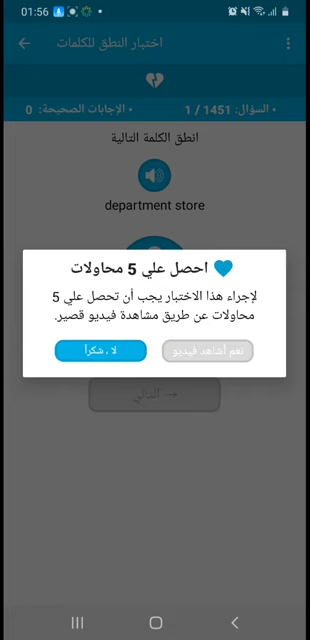 01:56
اختبار النطق للكلمات
• السؤال: 1451 / 1
• الإجابات الصحيحة: 0
انطق الكلمة التالية
department store
احصل علي 5 محاولات
لإجراء هذا الاختبار يجب أن تحصل علي 5
محاولات عن طريق مشاهدة فيديو قصير.
نعم أشاهد فيديو
لا ، شكراً
التالي →